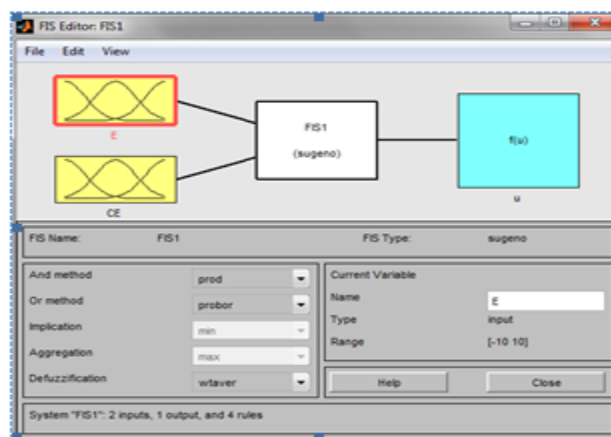 FIS Editor: FIS1
File Edit View
E
CE
FIS1
(sugeno)
f(u)
u
FIS Name: FIS1 FIS Type: sugeno
And method prod
Or method probor
Implication min
Aggregation max
Defuzzification wtaver
Current Variable
Name E
Type input
Range [-10 10]
Help Close
System "FIS1": 2 inputs, 1 output, and 4 rules